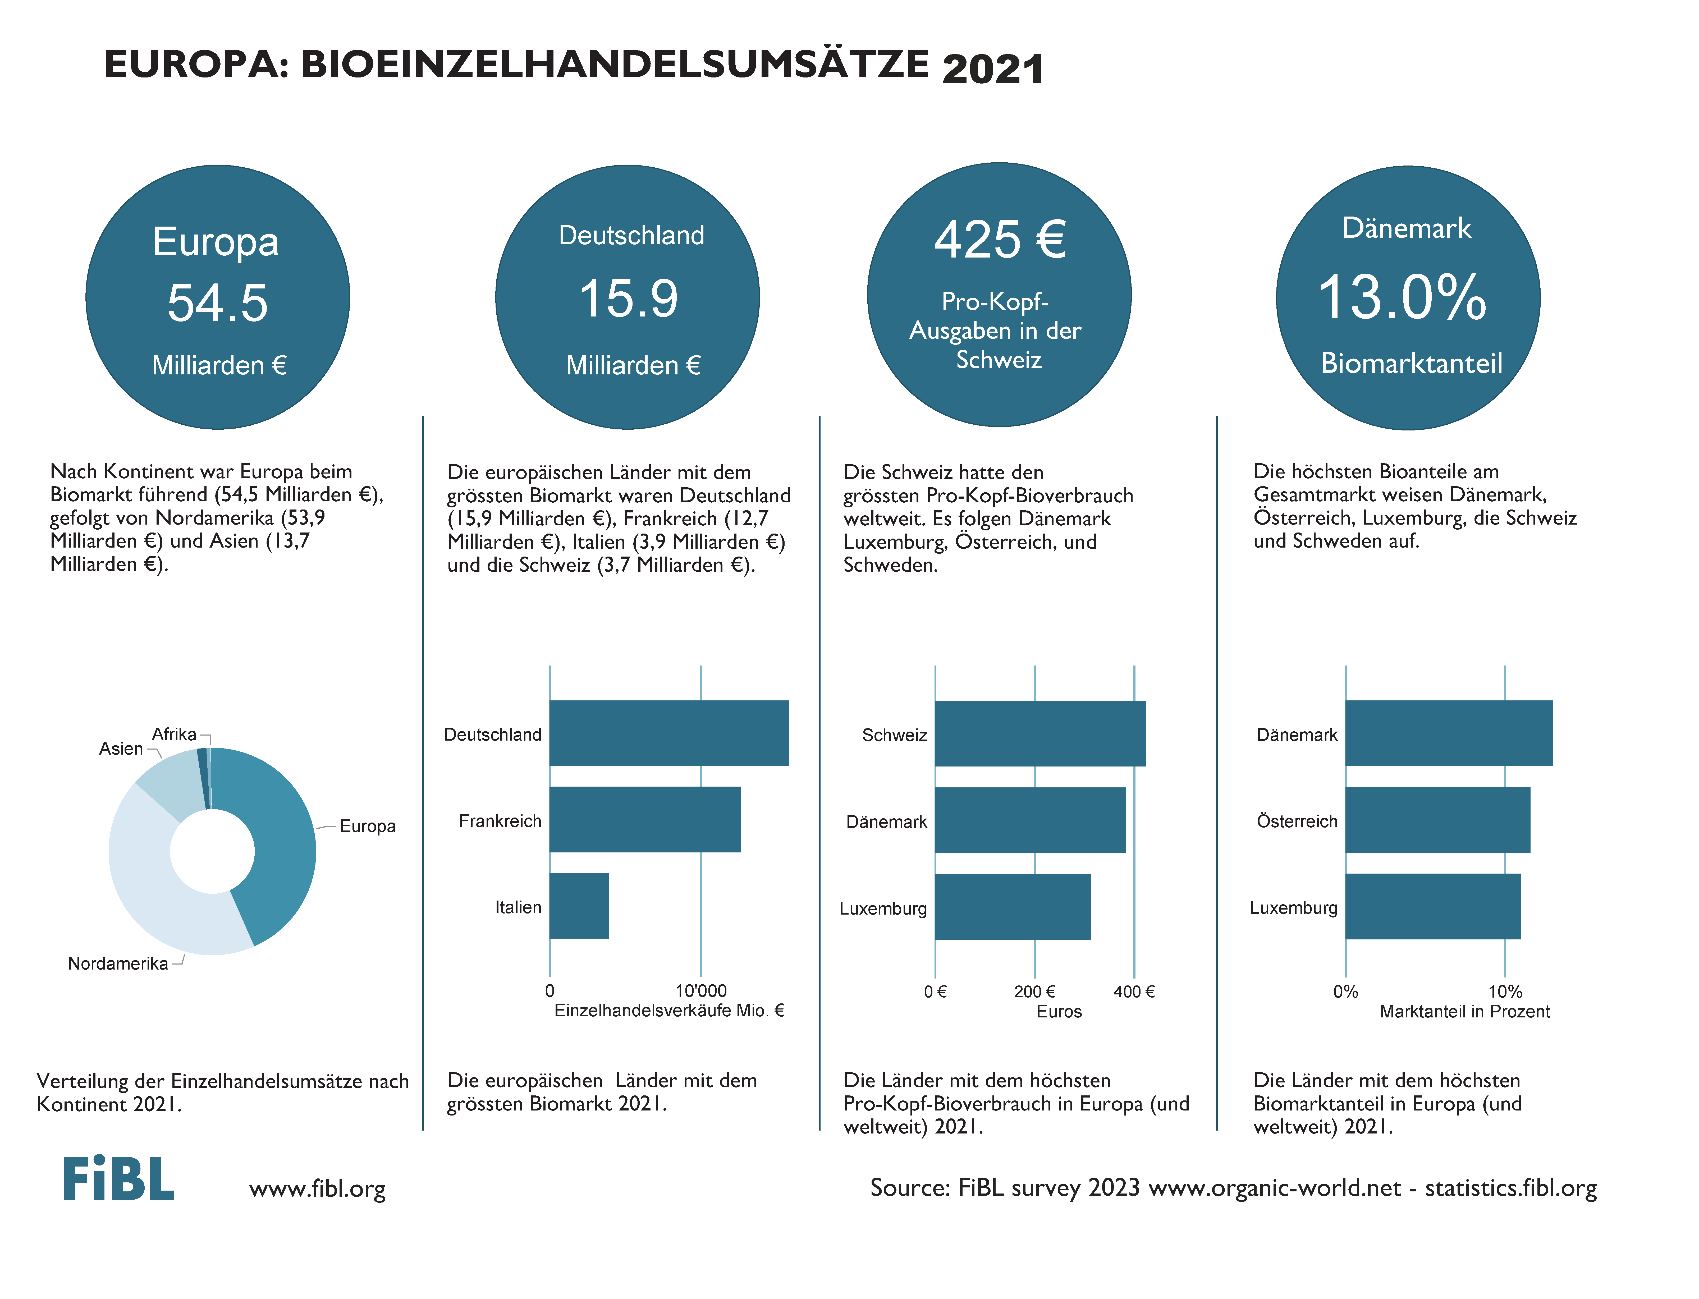 EUROPA: BIOEINZELHANDELSUMSÄTZE 2021
Europa
54.5
Milliarden €
Deutschland
15.9
Milliarden €
425 €
Pro-Kopf-
Ausgaben in der
Schweiz
Dänemark
13.0%
Biomarktanteil
Nach Kontinent war Europa beim
Biomarkt führend (54,5 Milliarden €),
gefolgt von Nordamerika (53,9
Milliarden €) und Asien (13,7
Milliarden €).
Die europäischen Länder mit dem
grössten Biomarkt waren Deutschland
(15,9 Milliarden €), Frankreich (12,7
Milliarden €), Italien (3,9 Milliarden €)
und die Schweiz (3,7 Milliarden €).
Die Schweiz hatte den
grössten Pro-Kopf-Bioverbrauch
weltweit. Es folgen Dänemark
Luxemburg, Österreich, und
Schweden.
Die höchsten Bioanteile am
Gesamtmarkt weisen Dänemark,
Österreich, Luxemburg, die Schweiz
und Schweden auf.
Afrika
Asien
Europa
Nordamerika
Deutschland
Frankreich
Italien
0
10'000
Einzelhandelsverkäufe Mio. €
Schweiz
Dänemark
Luxemburg
0 €
200 €
400 €
Euros
Dänemark
Österreich
Luxemburg
0%
10%
Marktanteil in Prozent
Verteilung der Einzelhandelsumsätze nach
Kontinent 2021.
Die europäischen Länder mit dem
grössten Biomarkt 2021.
Die Länder mit dem höchsten
Pro-Kopf-Bioverbrauch in Europa (und
weltweit) 2021.
Die Länder mit dem höchsten
Biomarktanteil in Europa (und
weltweit) 2021.
FiBL
www.fibl.org
Source: FiBL survey 2023 www.organic-world.net - statistics.fibl.org